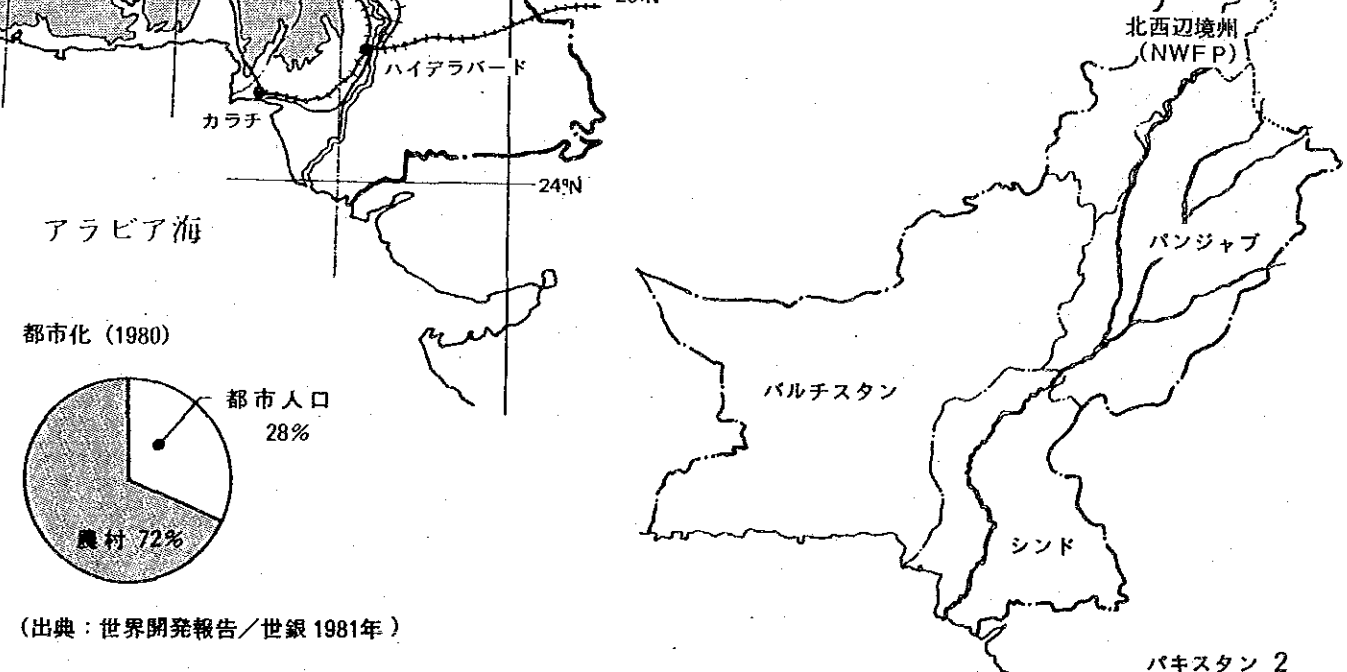 北西辺境州
(NWFP)
ハイデラバード
カラチ
24°N
アラビア海
パンジャブ
都市化 (1980)
バルチスタン
都市人口
28%
農村 72%
シンド
(出典：世界開発報告／世銀 1981年)
パキスタン 2